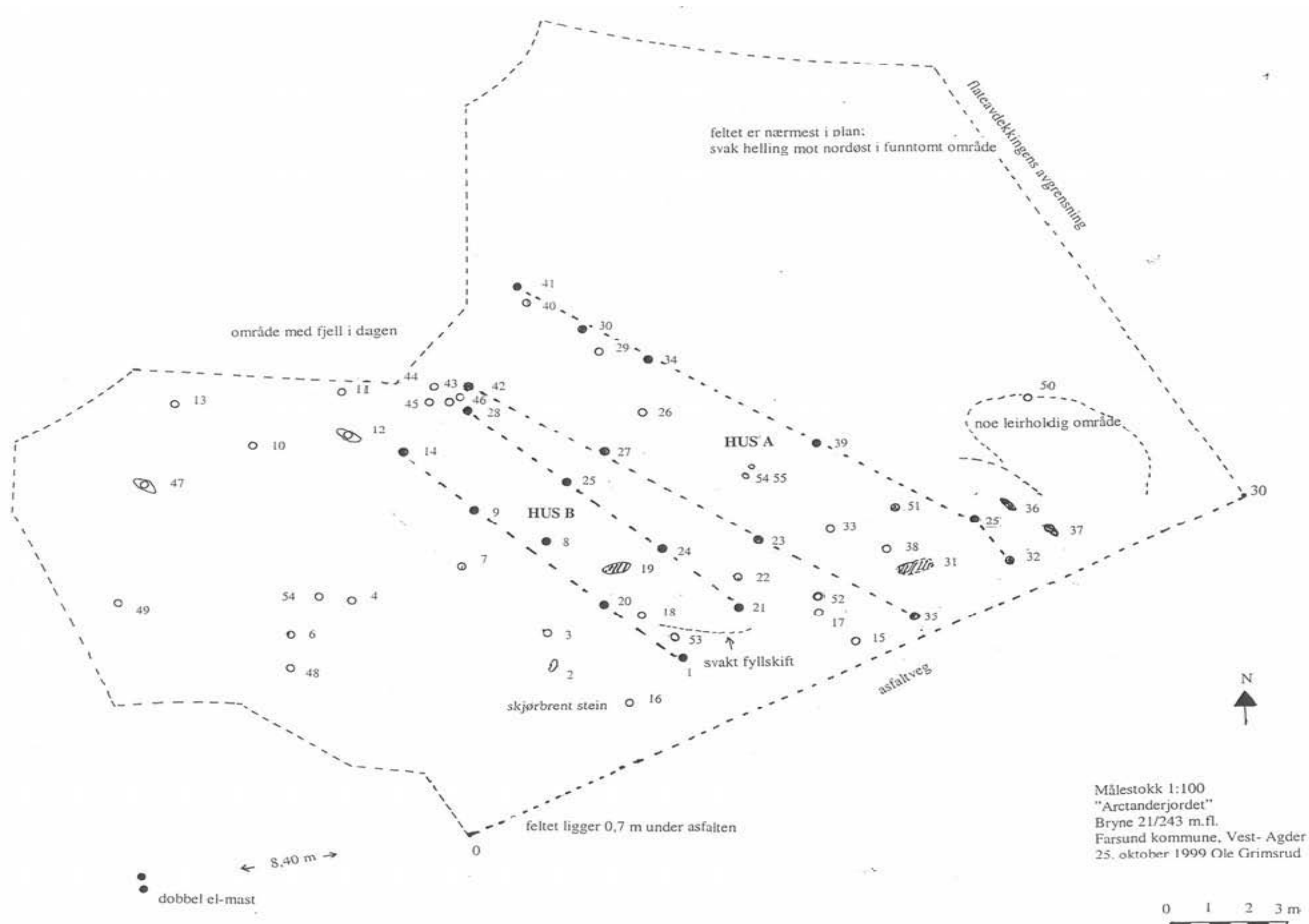 feltet er nærmest i plan;
svak helling mot nordøst i funntomt område
flateavdekkingens avgrensning
41
40
30
29
34
område med fjell i dagen
44
43
42
11
13
45
46
28
26
50
12
10
14
27
HUS A
39
noe leirholdig område
47
25
54 55
30
9
HUS B
51
25
36
37
8
33
23
7
24
38
19
31
32
22
54
4
49
20
18
21
52
17
35
6
3
53
15
48
2
1
svakt fyllskift
asfaltveg
16
skjørbrent stein
N
Målestokk 1:100
"Arctanderjordet"
Bryne 21/243 m.fl.
Farsund kommune, Vest- Agder
25. oktober 1999 Ole Grimsrud
feltet ligger 0,7 m under asfalten
0
8,40 m
dobbel el-mast
0 1 2 3 m